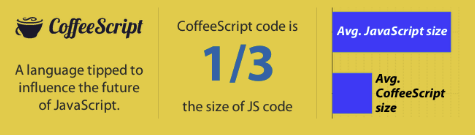 CoffeeScript
A language tipped to
influence the future
of JavaScript.
CoffeeScript code is
1/3
the size of JS code
Avg. JavaScript size
Avg.
CoffeeScript
size